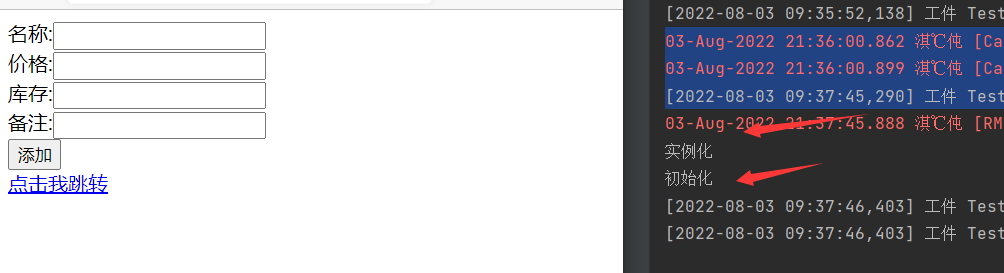 名称:
价格:
库存:
备注:
添加
点击我跳转
[2022-08-03 09:35:52,138] 工件 Test
03-Aug-2022 21:36:00.862 淇℃伅 [Ca
03-Aug-2022 21:36:00.899 淇℃伅 [Ca
[2022-08-03 09:37:45,290] 工件 Test
03-Aug-2022 21:37:45.888 淇℃伅 [RM
实例化
初始化
[2022-08-03 09:37:46,403] 工件 Test
[2022-08-03 09:37:46,403] 工件 Test